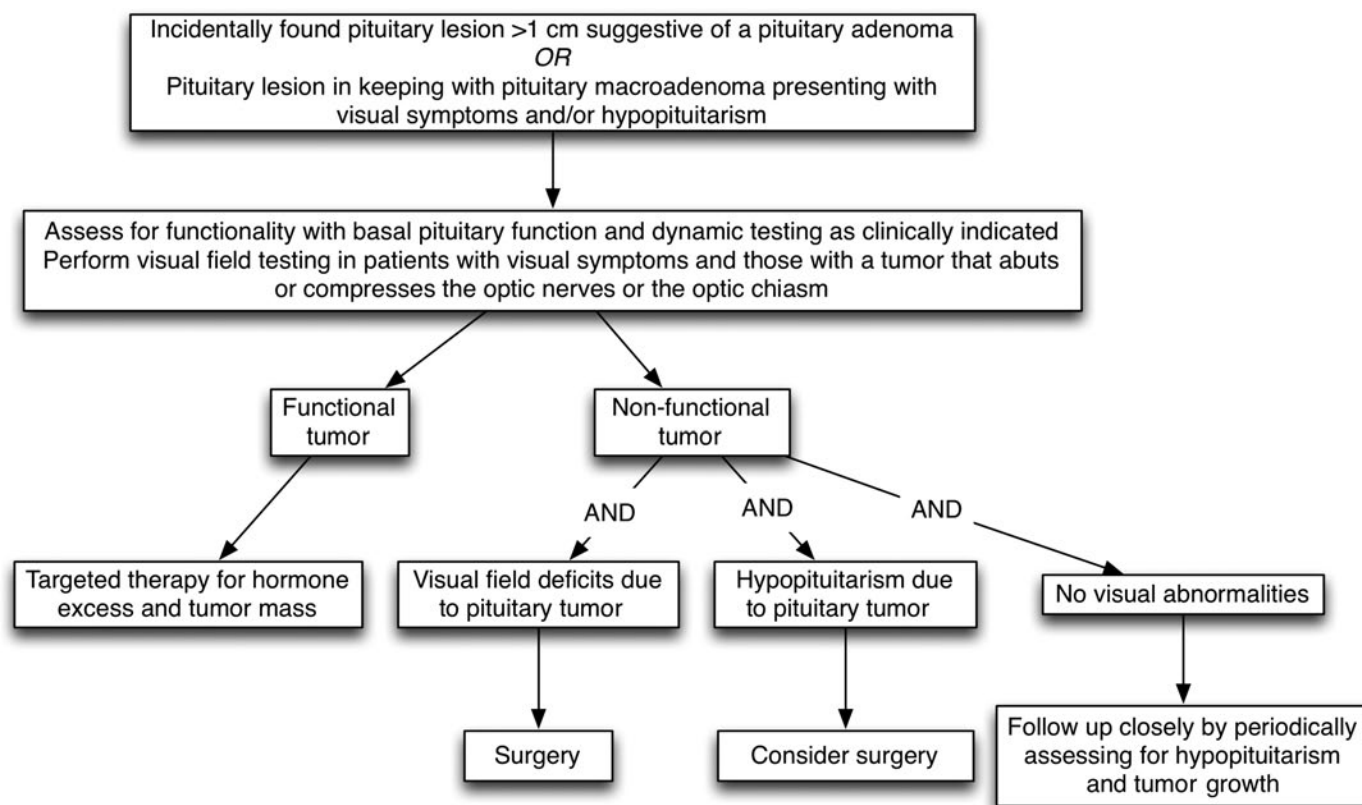 Incidentally found pituitary lesion >1 cm suggestive of a pituitary adenoma
OR
Pituitary lesion in keeping with pituitary macroadenoma presenting with
visual symptoms and/or hypopituitarism
Assess for functionality with basal pituitary function and dynamic testing as clinically indicated
Perform visual field testing in patients with visual symptoms and those with a tumor that abuts
or compresses the optic nerves or the optic chiasm
Functional
tumor
Non-functional
tumor
AND
AND
AND
Targeted therapy for hormone
excess and tumor mass
Visual field deficits due
to pituitary tumor
Hypopituitarism due
to pituitary tumor
No visual abnormalities
Surgery
Consider surgery
Follow up closely by periodically
assessing for hypopituitarism
and tumor growth